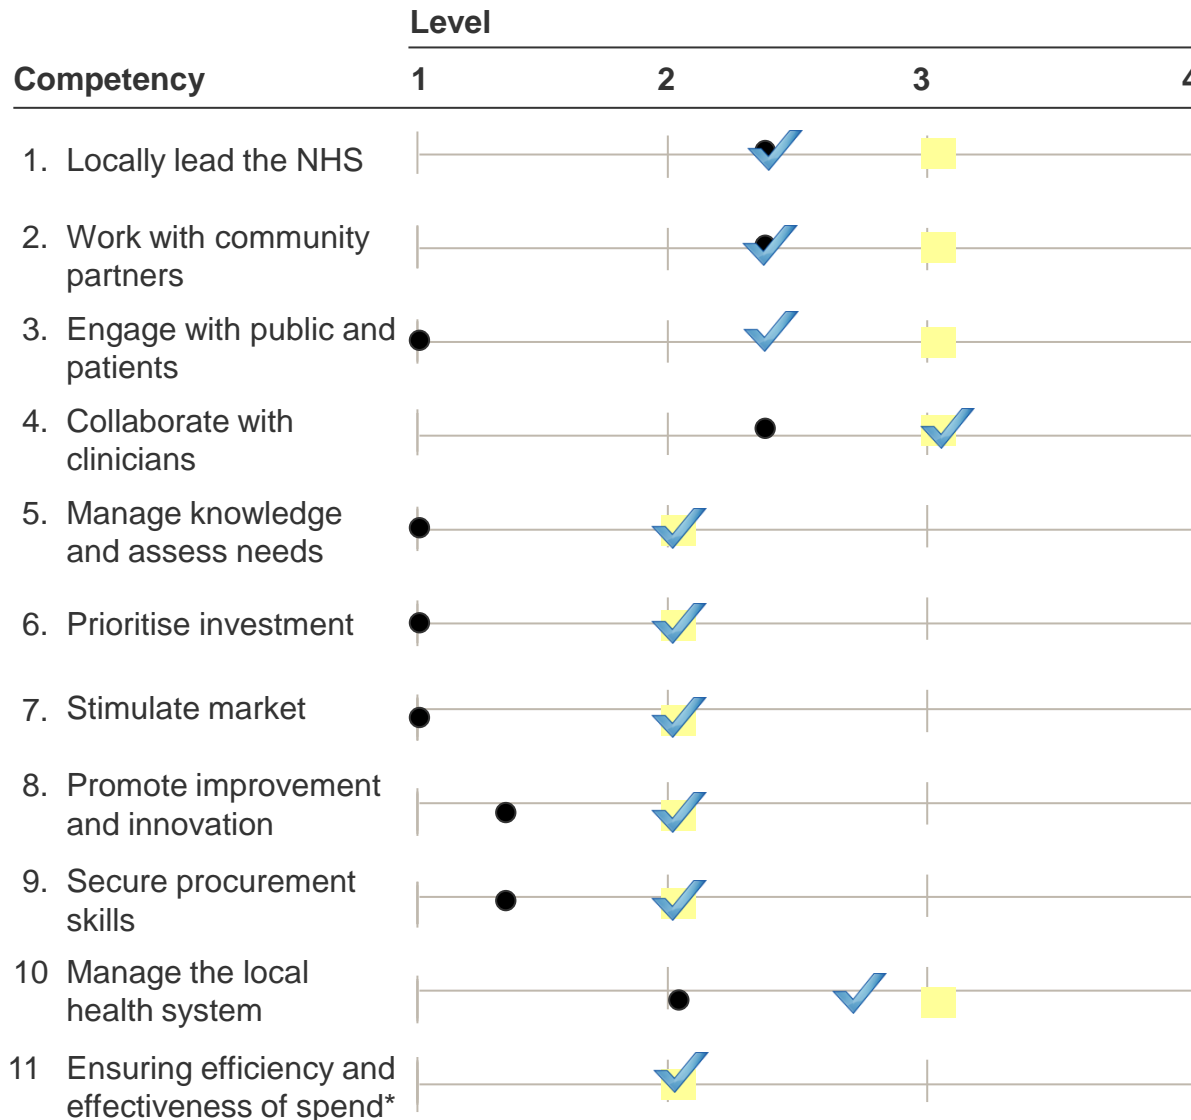 Level
Competency 1 2 3 4
1. Locally lead the NHS
2. Work with community
partners
3. Engage with public and
patients
4. Collaborate with
clinicians
5. Manage knowledge
and assess needs
6. Prioritise investment
7. Stimulate market
8. Promote improvement
and innovation
9. Secure procurement
skills
10 Manage the local
health system
11 Ensuring efficiency and
effectiveness of spend*